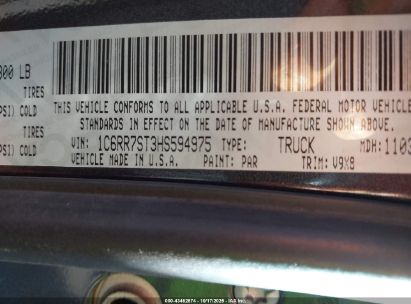 800 LB
TIRES
PSI) COLD
TIRES
PSI) COLD
THIS VEHICLE CONFORMS TO ALL APPLICABLE U.S.A. FEDERAL MOTOR VEHICLE
STANDARDS IN EFFECT ON THE DATE OF MANUFACTURE SHOWN ABOVE.
VIN: 1C6RR7ST3HS594975 TYPE: TRUCK MDH: 1103
VEHICLE MADE IN U.S.A. PAINT: PAR TRIM: V9X8